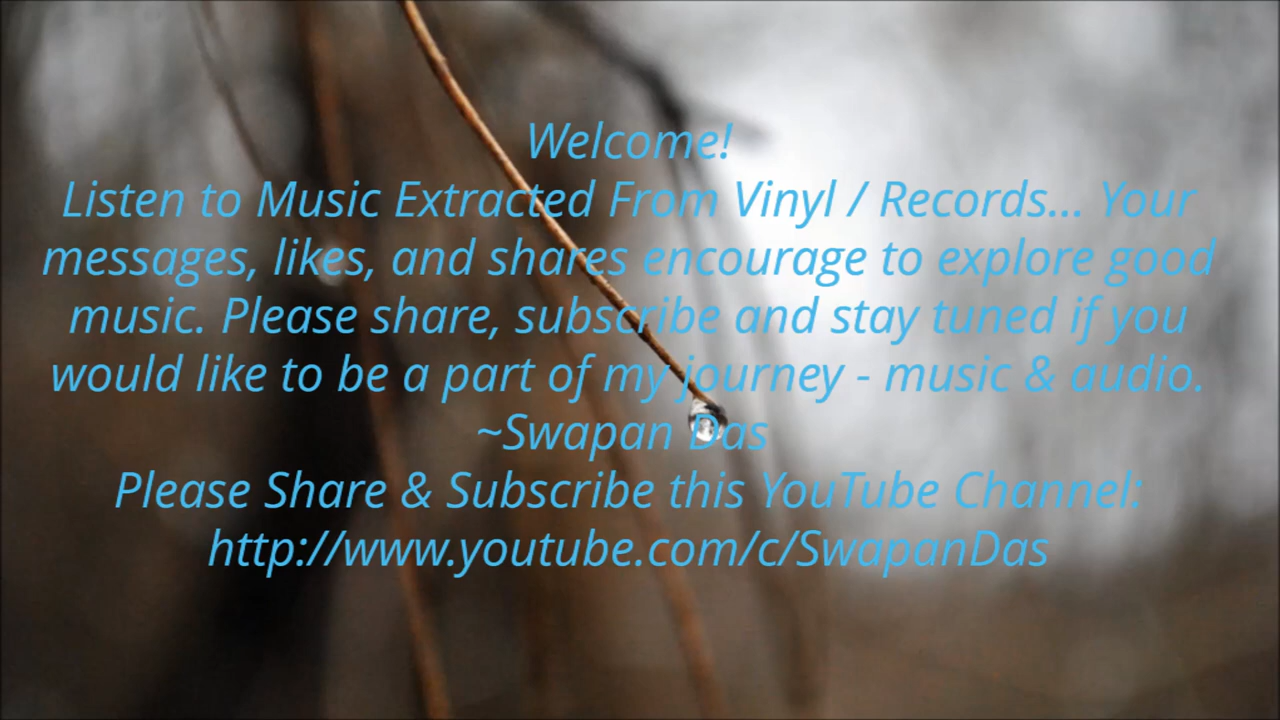 Welcome!
Listen to Music Extracted From Vinyl / Records... Your
messages, likes, and shares encourage to explore good
music. Please share, subscribe and stay tuned if you
would like to be a part of my journey - music & audio.
~Swapan Das
Please Share & Subscribe this YouTube Channel:
http://www.youtube.com/c/SwapanDas